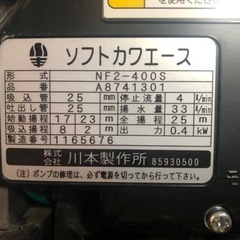 ソフトカワエース
形式 NF2-400S
品番 A8741301
吸込管 25 mm 停止流量 4 ℓ/min
吐出し管 25 mm 揚水量 33 ℓ/min
始動揚程 17 23 m 全揚程 25 m
吸込揚程 8 2 m 出力 0.4 kW
製造番号 1165676
株式会社 川本製作所 85930500
(注)ポンプの修理は、必ず電源を切って行ってください。